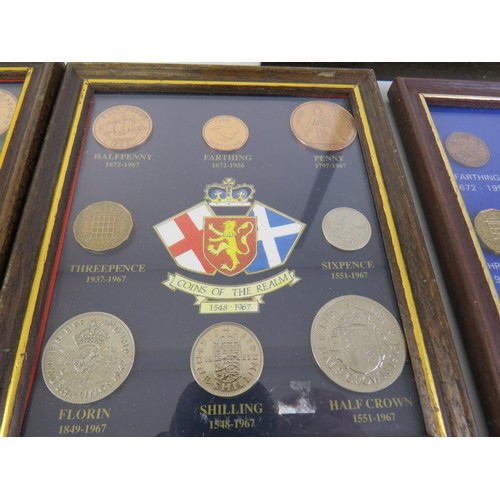 HALFPENNY
1672-1967
FARTHING
1672-1956
PENNY
1797-1967
THREEPENCE
1937-1967
SIXPENCE
1551-1967
COINS OF THE REALM
1548-1967
FLORIN
1849-1967
SHILLING
1548-1967
HALF CROWN
1551-1967
FARTHING